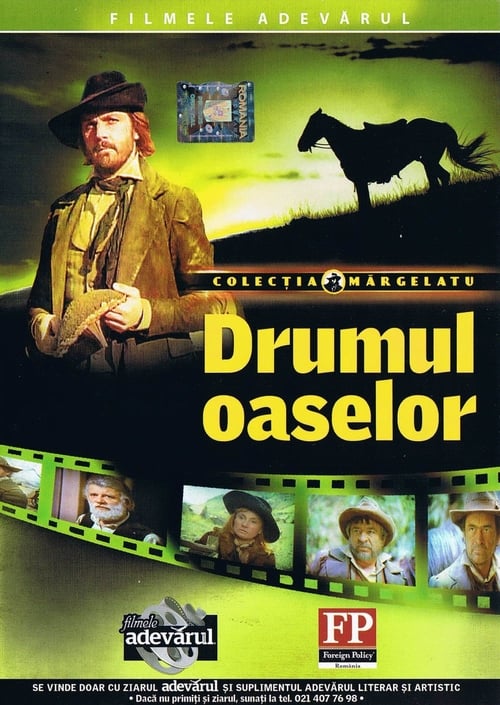 FILMELE ADEVĂRUL
ROMANIA
COLECȚIA MĂRGELATU
Drumul
oaselor
filmele
adevărul
FP
Foreign Policy
România
SE VINDE DOAR CU ZIARUL adevărul ȘI SUPLIMENTUL ADEVĂRUL LITERAR ȘI ARTISTIC
• Dacă nu primiți și ziarul, sunați la tel. 021 407 76 98 •